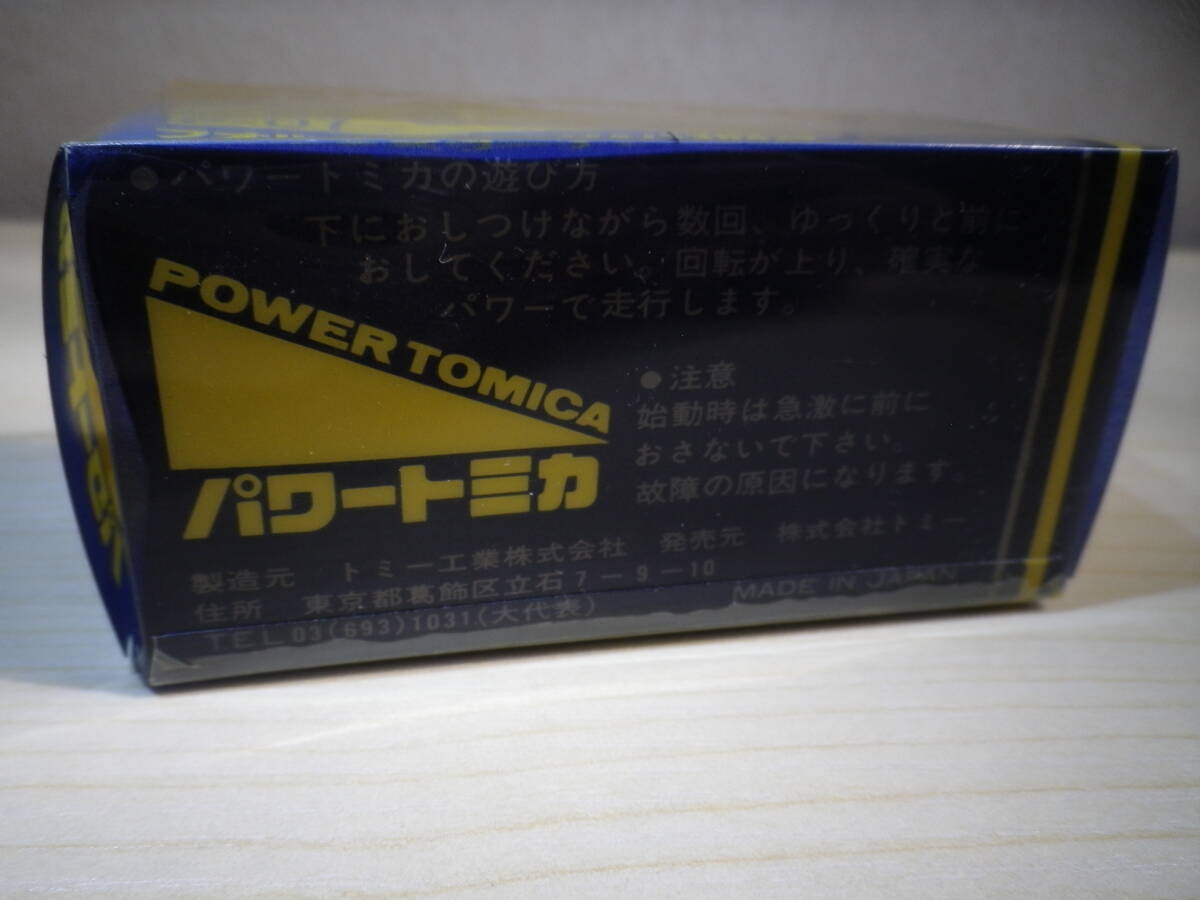 ●パワートミカの遊び方
下におしつけながら数回、ゆっくりと前に
おしてください。回転が上り、確実な
パワーで走行します。
POWER TOMICA
パワートミカ
●注意
始動時は急激に前に
おさないで下さい。
故障の原因になります。
製造元 トミー工業株式会社 発売元 株式会社トミー
住所 東京都葛飾区立石7-9-10
TEL 03(693)1031.(大代表) MADE IN JAPAN